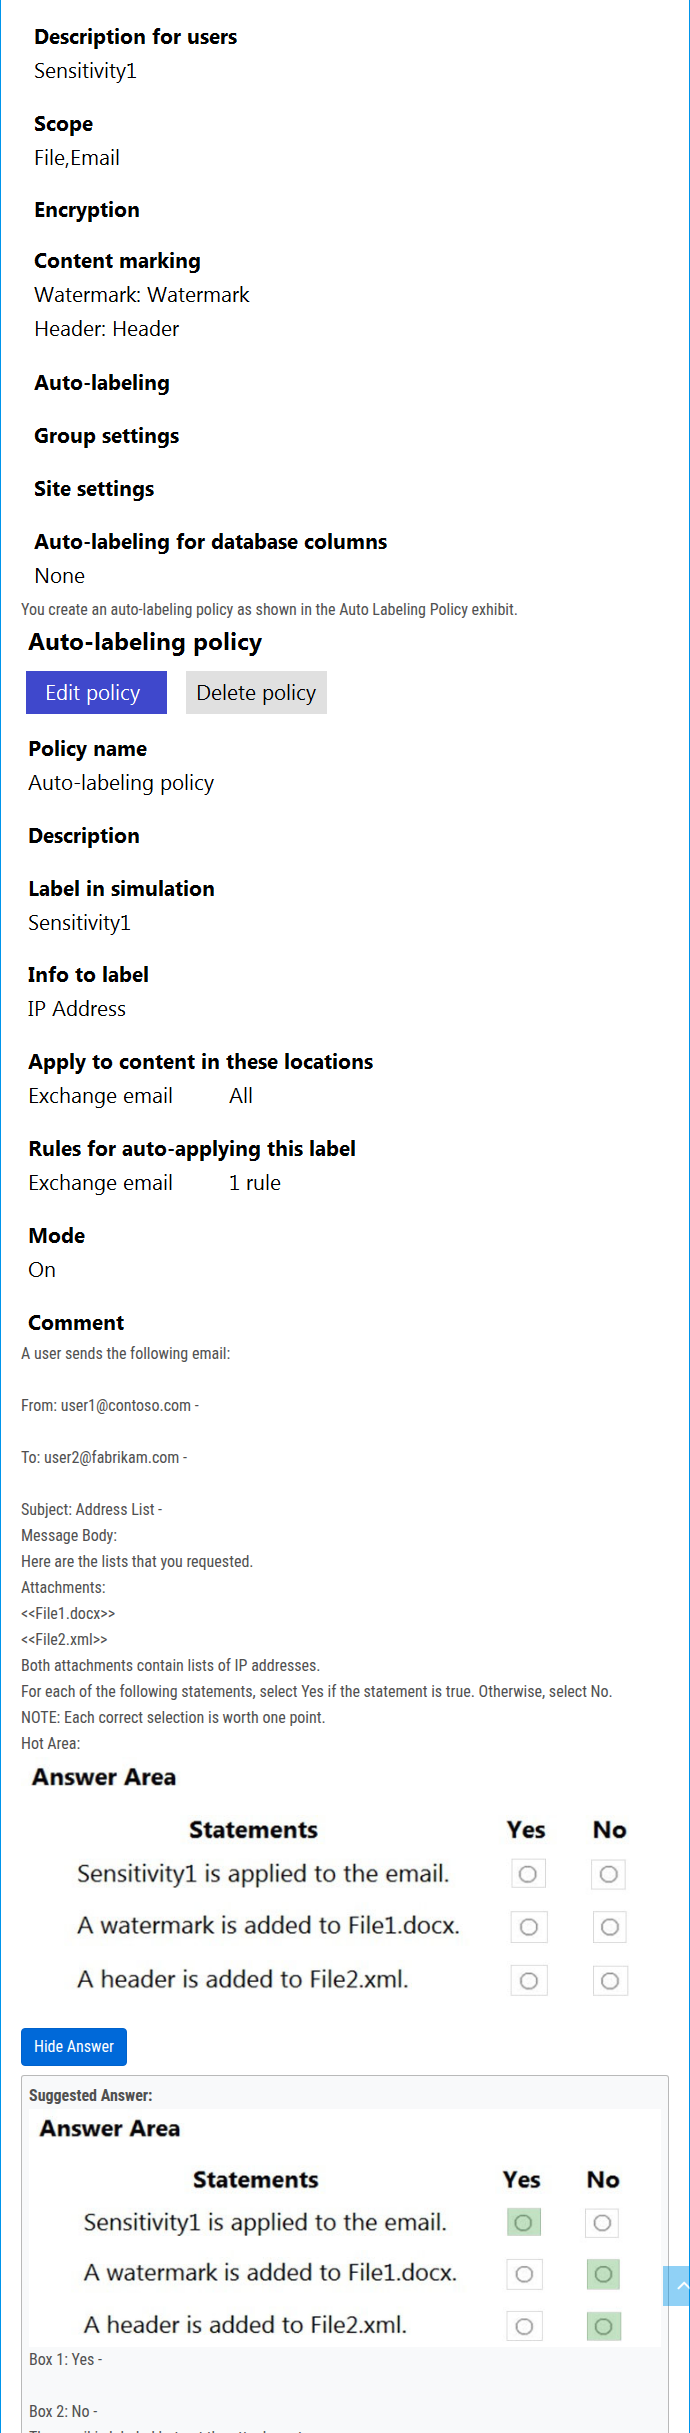 Description for users
Sensitivity1
Scope
File,Email
Encryption
Content marking
Watermark: Watermark
Header: Header
Auto-labeling
Group settings
Site settings
Auto-labeling for database columns
None
You create an auto-labeling policy as shown in the Auto Labeling Policy exhibit.
Auto-labeling policy
Edit policy Delete policy
Policy name
Auto-labeling policy
Description
Label in simulation
Sensitivity1
Info to label
IP Address
Apply to content in these locations
Exchange email All
Rules for auto-applying this label
Exchange email 1 rule
Mode
On
Comment
A user sends the following email:
From: user1@contoso.com -
To: user2@fabrikam.com -
Subject: Address List -
Message Body:
Here are the lists that you requested.
Attachments:
<<File1.docx>>
<<File2.xml>>
Both attachments contain lists of IP addresses.
For each of the following statements, select Yes if the statement is true. Otherwise, select No.
NOTE: Each correct selection is worth one point.
Hot Area:
Answer Area
Statements Yes No
Sensitivity1 is applied to the email.
A watermark is added to File1.docx.
A header is added to File2.xml.
Hide Answer
Suggested Answer:
Answer Area
Statements Yes No
Sensitivity1 is applied to the email.
A watermark is added to File1.docx.
A header is added to File2.xml.
Box 1: Yes -
Box 2: No -